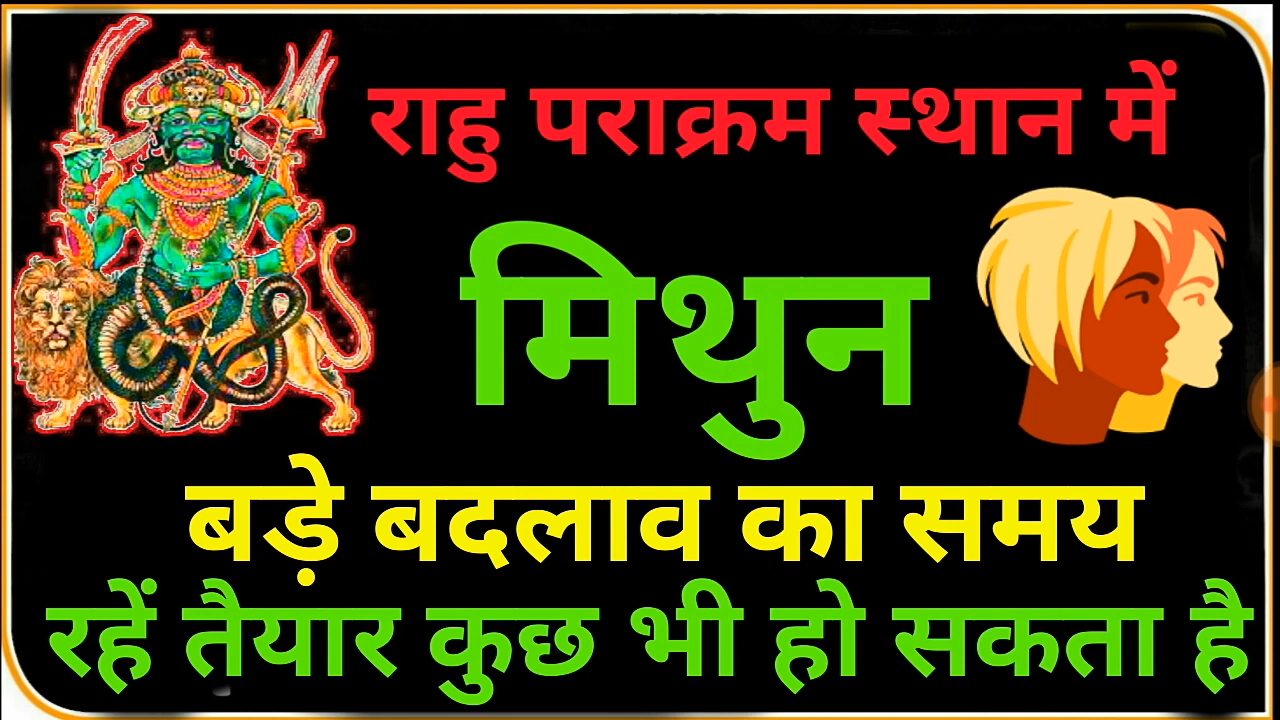 राहु पराक्रम स्थान में
मिथुन
बड़े बदलाव का समय
रहें तैयार कुछ भी हो सकता है